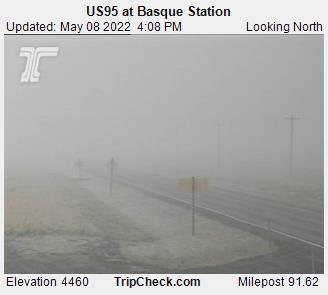 US95 at Basque Station
Updated: May 08 2022 4:08 PM Looking North
Elevation 4460 TripCheck.com Milepost 91.62